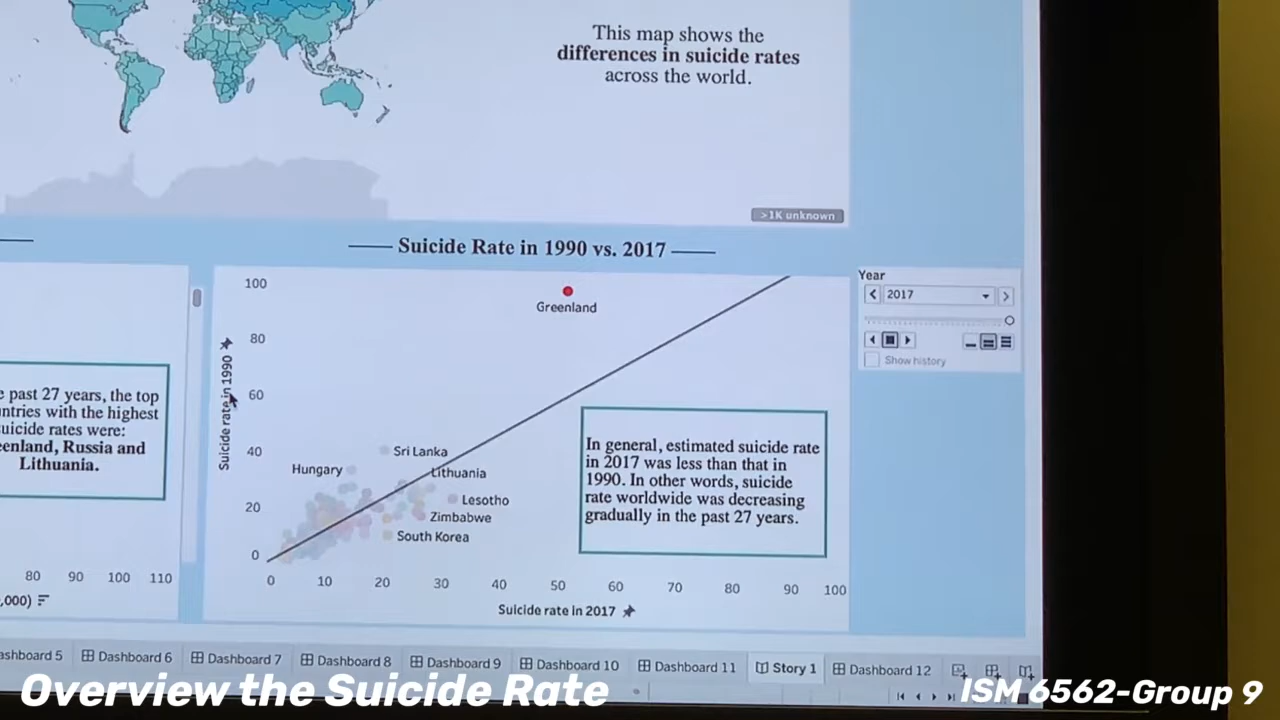 This map shows the
differences in suicide rates
across the world.
>1K unknown
Suicide Rate in 1990 vs. 2017
past 27 years, the top
with the highest
rates were:
Russia and
Lithuania.
80 90 100 110
,000)
100
80
60
40
20
0
Suicide rate in 1990
Greenland
Sri Lanka
Hungary
Lithuania
Lesotho
Zimbabwe
South Korea
In general, estimated suicide rate
in 2017 was less than that in
1990. In other words, suicide
rate worldwide was decreasing
gradually in the past 27 years.
0 10 20 30 40 50 60 70 80 90 100
Suicide rate in 2017
Year
2017
Show history
ashboard 5 Dashboard 6 Dashboard 7 Dashboard 8 Dashboard 9 Dashboard 10 Dashboard 11 Story 1 Dashboard 12
Overview the Suicide Rate
ISM 6562-Group 9